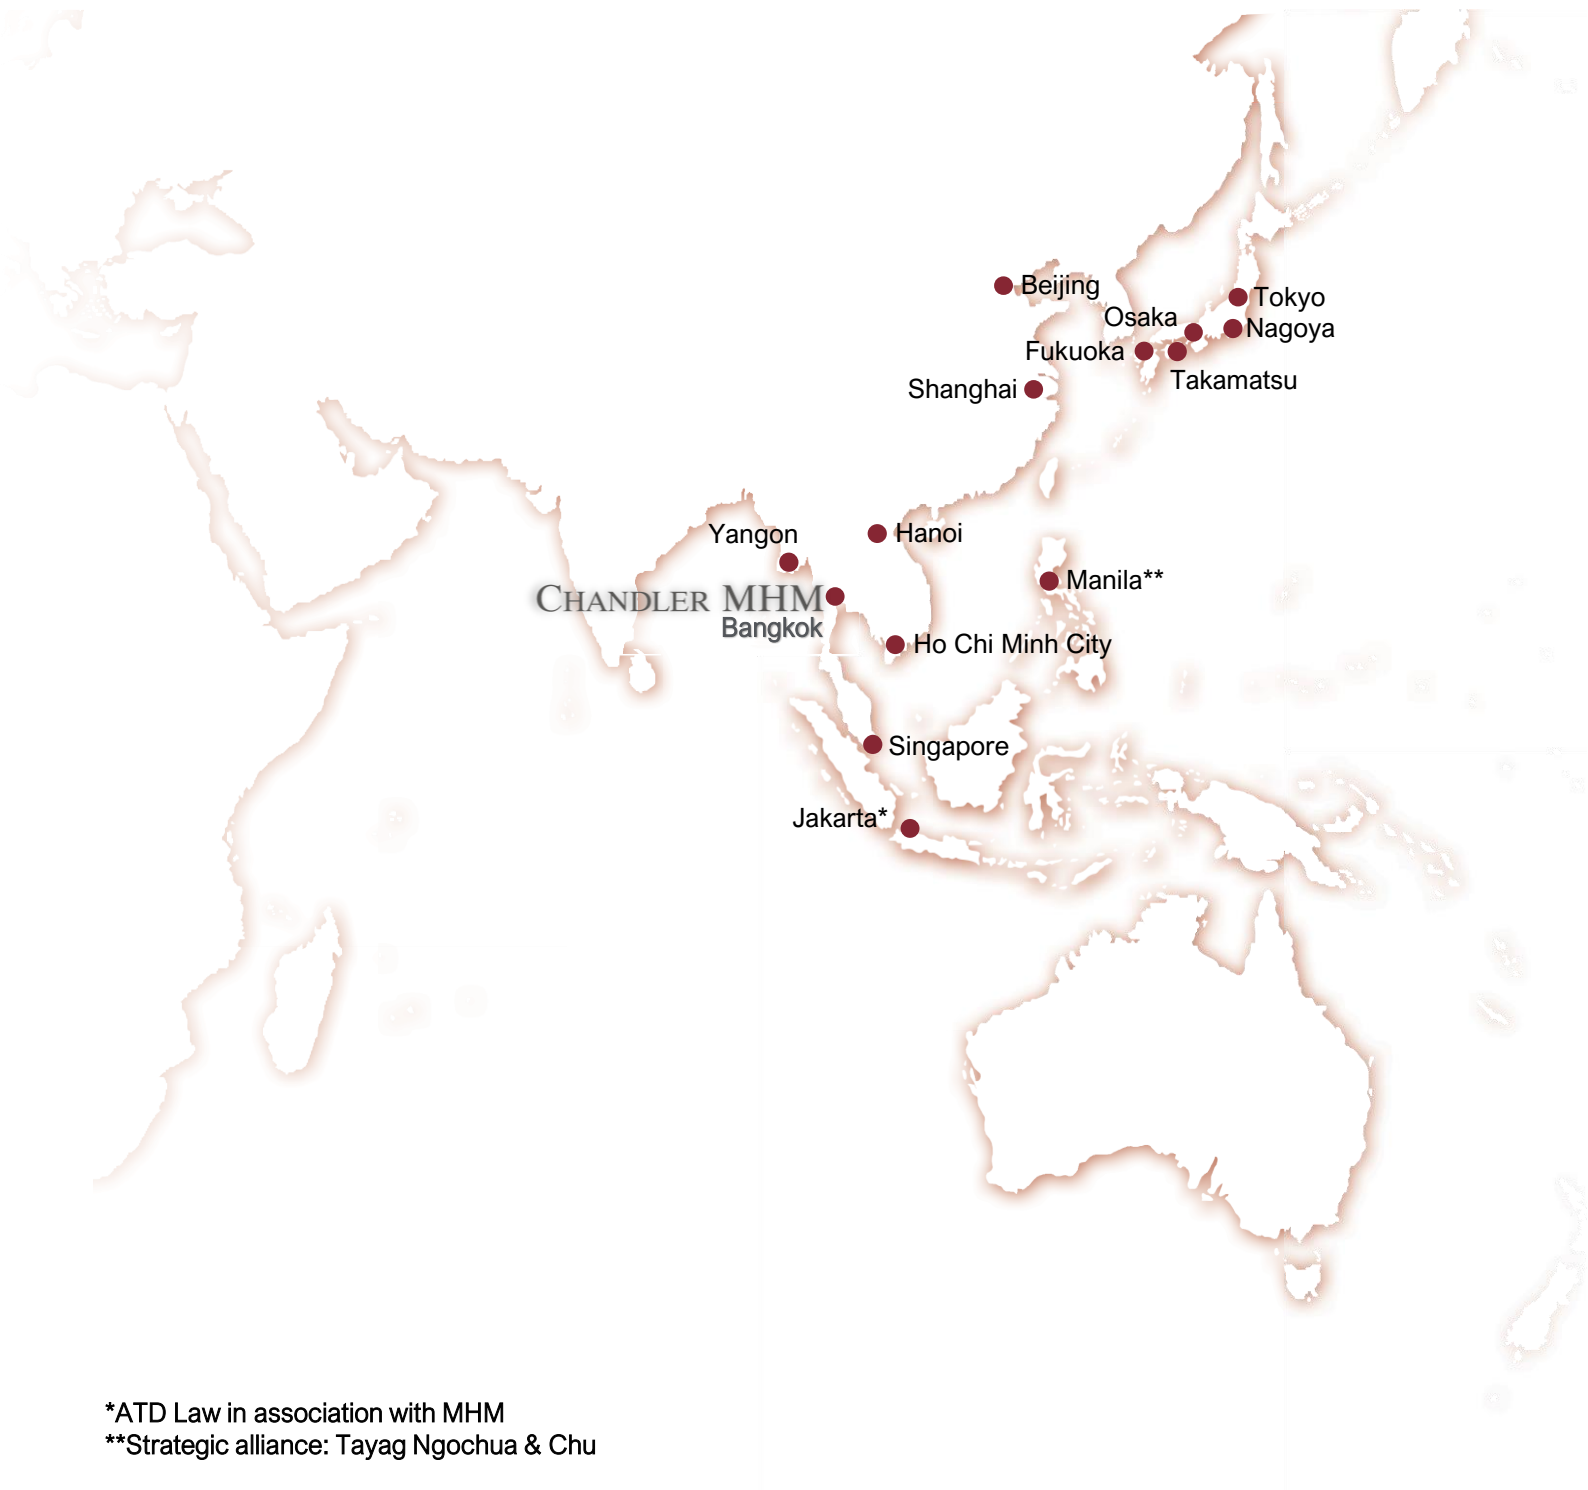 Beijing
Tokyo
Osaka
Nagoya
Fukuoka
Takamatsu
Shanghai
Yangon
Hanoi
Manila**
CHANDLER MHM
Bangkok
Ho Chi Minh City
Singapore
Jakarta*
*ATD Law in association with MHM
**Strategic alliance: Tayag Ngochua & Chu